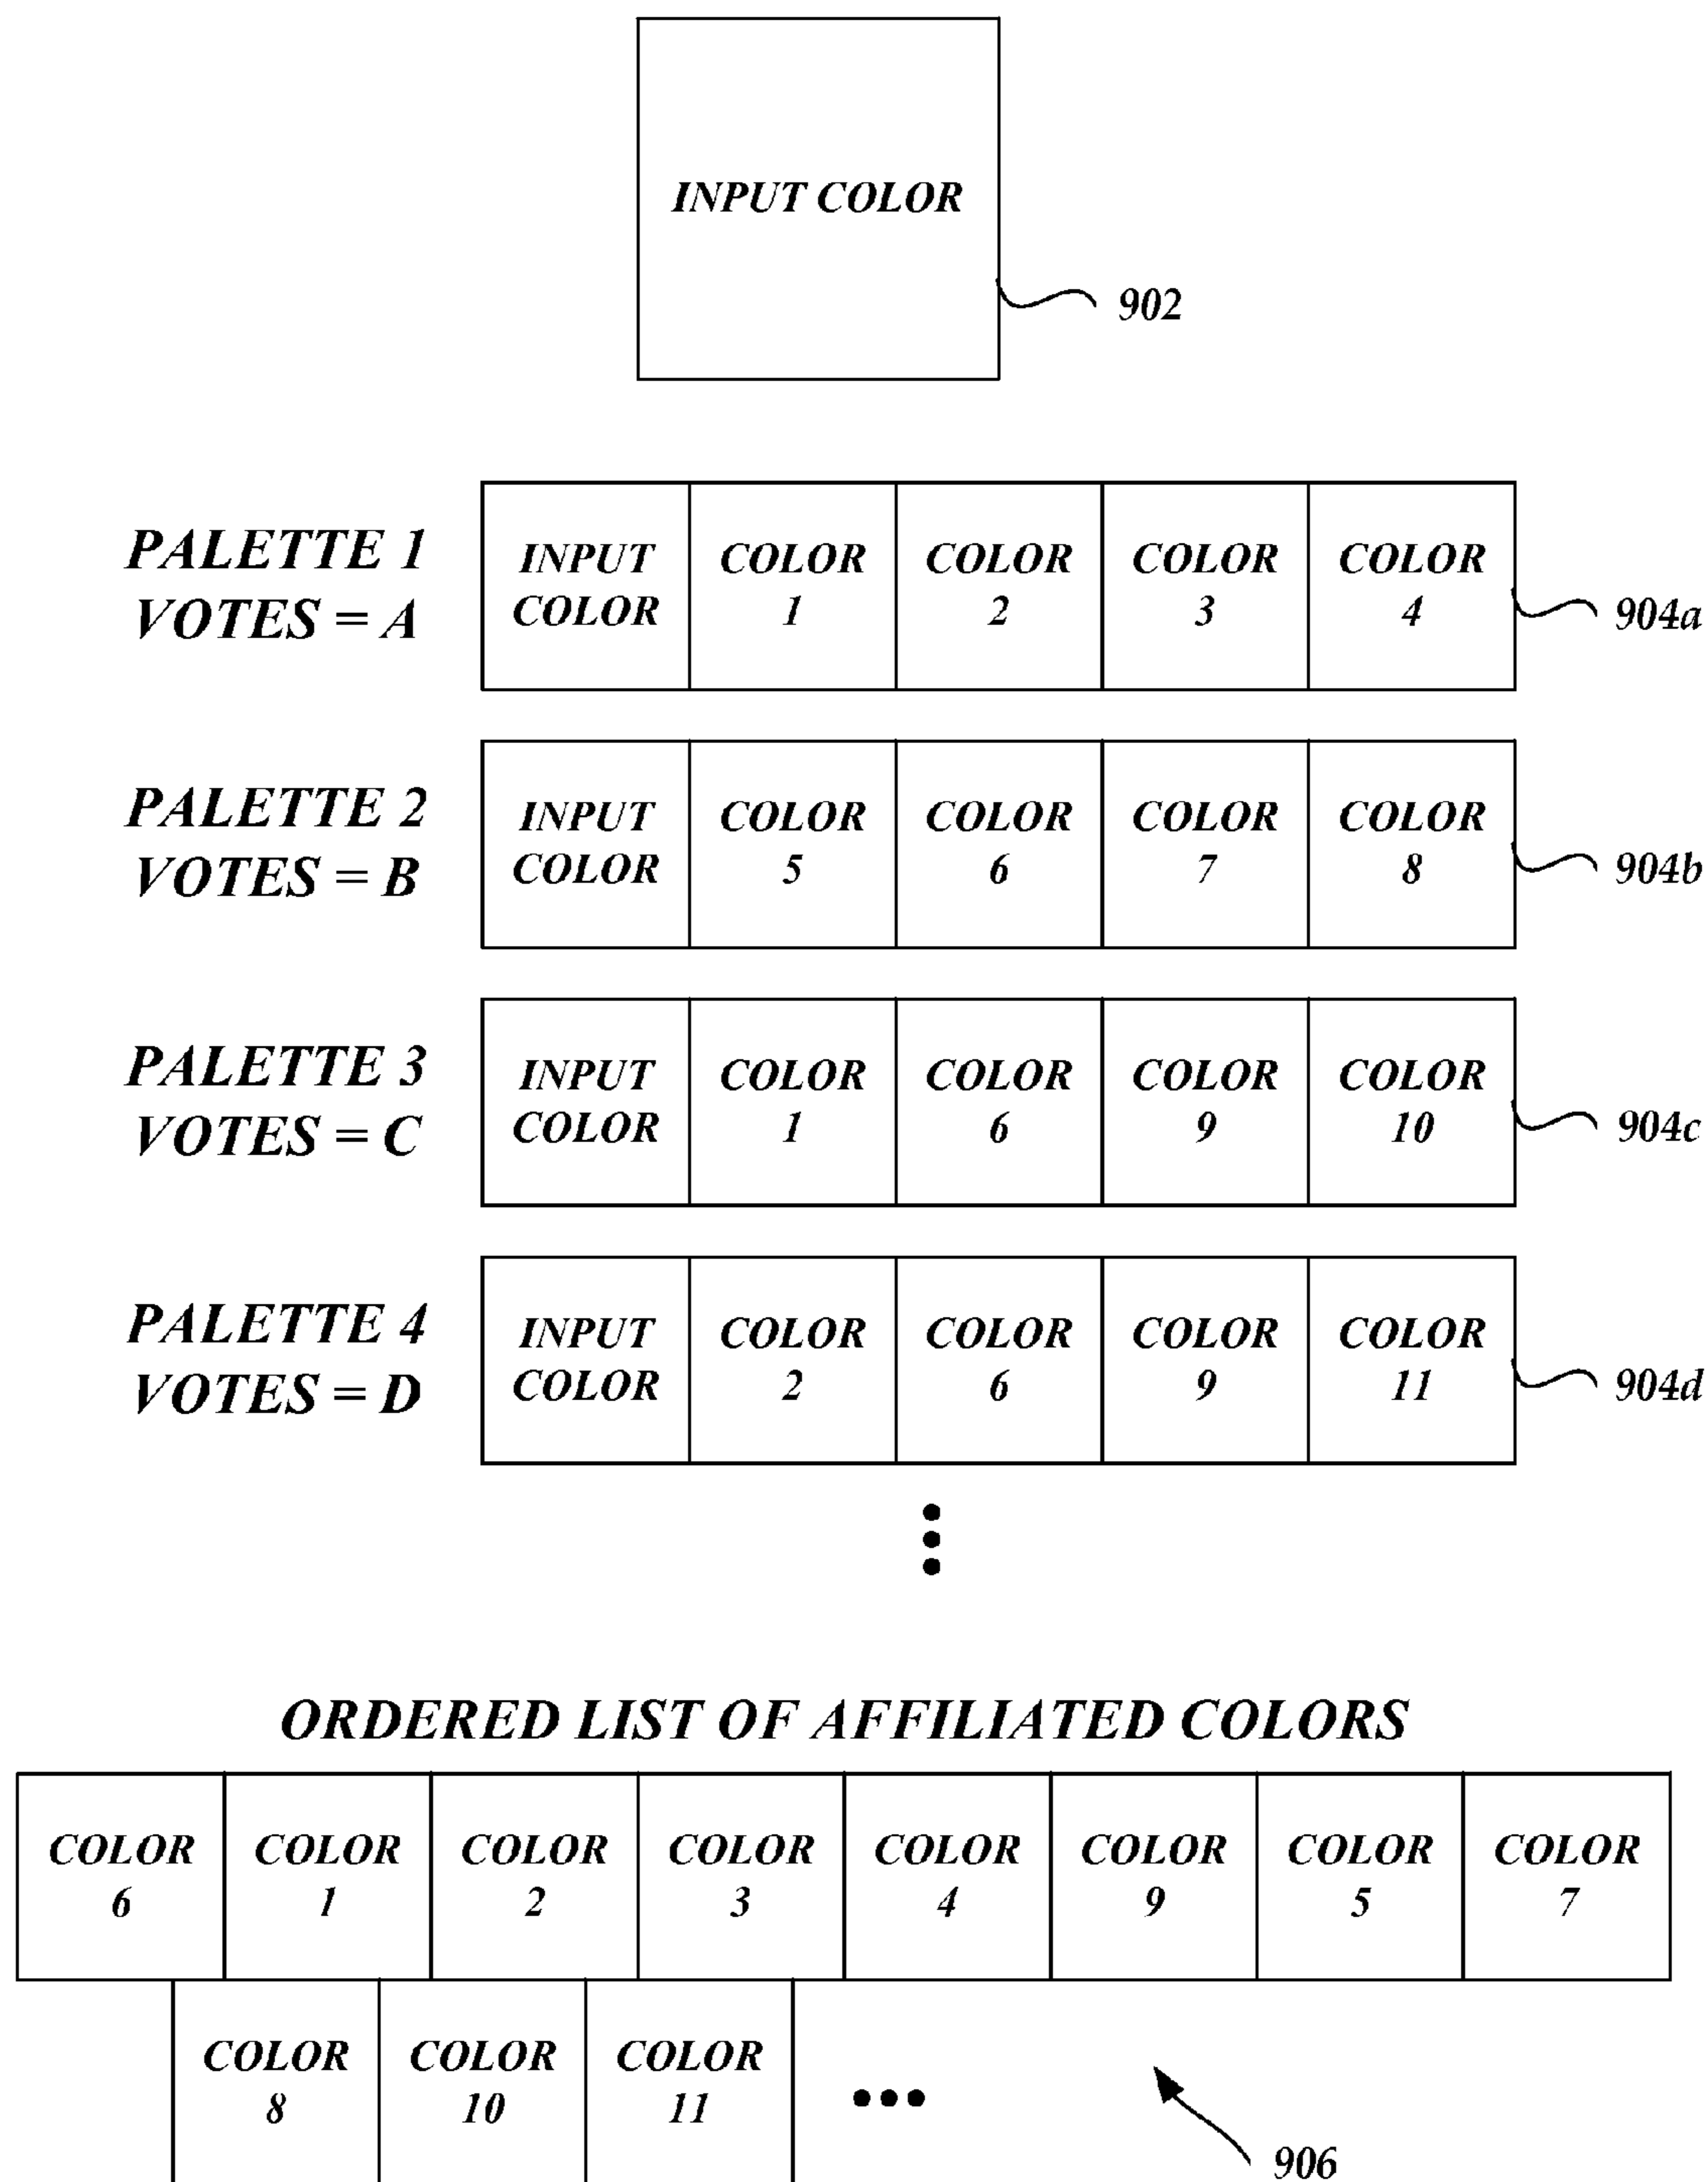 INPUT COLOR
902
PALETTE 1
VOTES = A
INPUT COLOR
COLOR 1
COLOR 2
COLOR 3
COLOR 4
904a
PALETTE 2
VOTES = B
INPUT COLOR
COLOR 5
COLOR 6
COLOR 7
COLOR 8
904b
PALETTE 3
VOTES = C
INPUT COLOR
COLOR 1
COLOR 6
COLOR 9
COLOR 10
904c
PALETTE 4
VOTES = D
INPUT COLOR
COLOR 2
COLOR 6
COLOR 9
COLOR 11
904d
ORDERED LIST OF AFFILIATED COLORS
COLOR 6
COLOR 1
COLOR 2
COLOR 3
COLOR 4
COLOR 9
COLOR 5
COLOR 7
COLOR 8
COLOR 10
COLOR 11
906